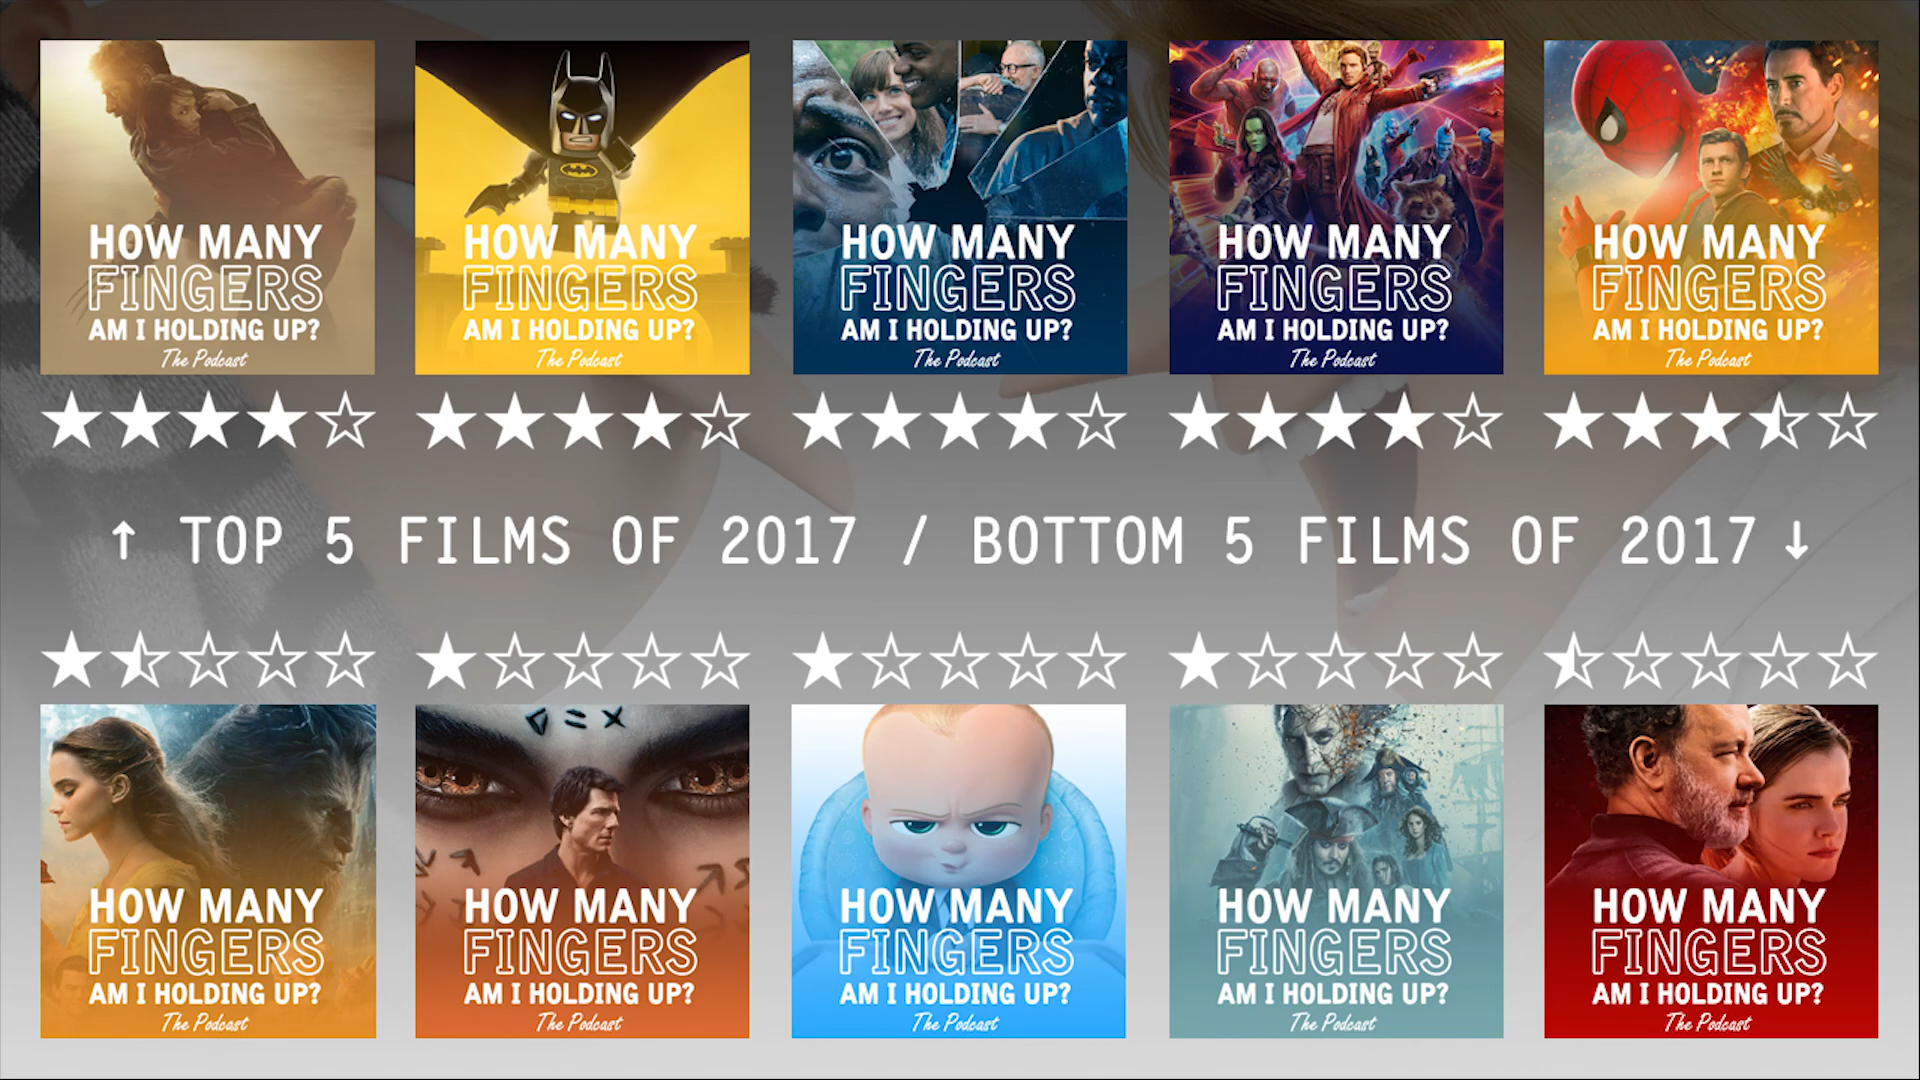 HOW MANY
FINGERS
AM I HOLDING UP?
The Podcast
HOW MANY
FINGERS
AM I HOLDING UP?
The Podcast
HOW MANY
FINGERS
AM I HOLDING UP?
The Podcast
HOW MANY
FINGERS
AM I HOLDING UP?
The Podcast
HOW MANY
FINGERS
AM I HOLDING UP?
The Podcast
↑ TOP 5 FILMS OF 2017 / BOTTOM 5 FILMS OF 2017 ↓
HOW MANY
FINGERS
AM I HOLDING UP?
The Podcast
HOW MANY
FINGERS
AM I HOLDING UP?
The Podcast
HOW MANY
FINGERS
AM I HOLDING UP?
The Podcast
HOW MANY
FINGERS
AM I HOLDING UP?
The Podcast
HOW MANY
FINGERS
AM I HOLDING UP?
The Podcast